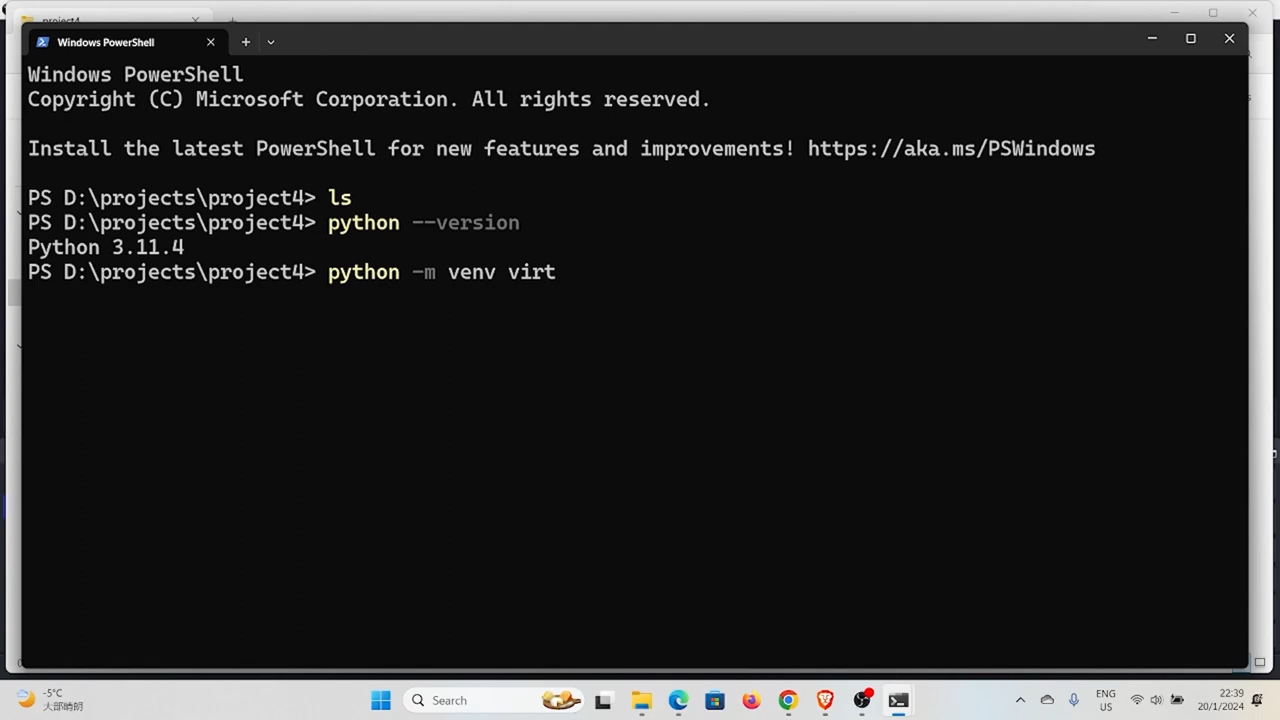 project4
Windows PowerShell
Windows PowerShell
Copyright (C) Microsoft Corporation. All rights reserved.
Install the latest PowerShell for new features and improvements! https://aka.ms/PSWindows
PS D:\projects\project4> ls
PS D:\projects\project4> python --version
Python 3.11.4
PS D:\projects\project4> python -m venv virt
-5°C
大部晴朗
Search
ENG
US
22:39
20/1/2024